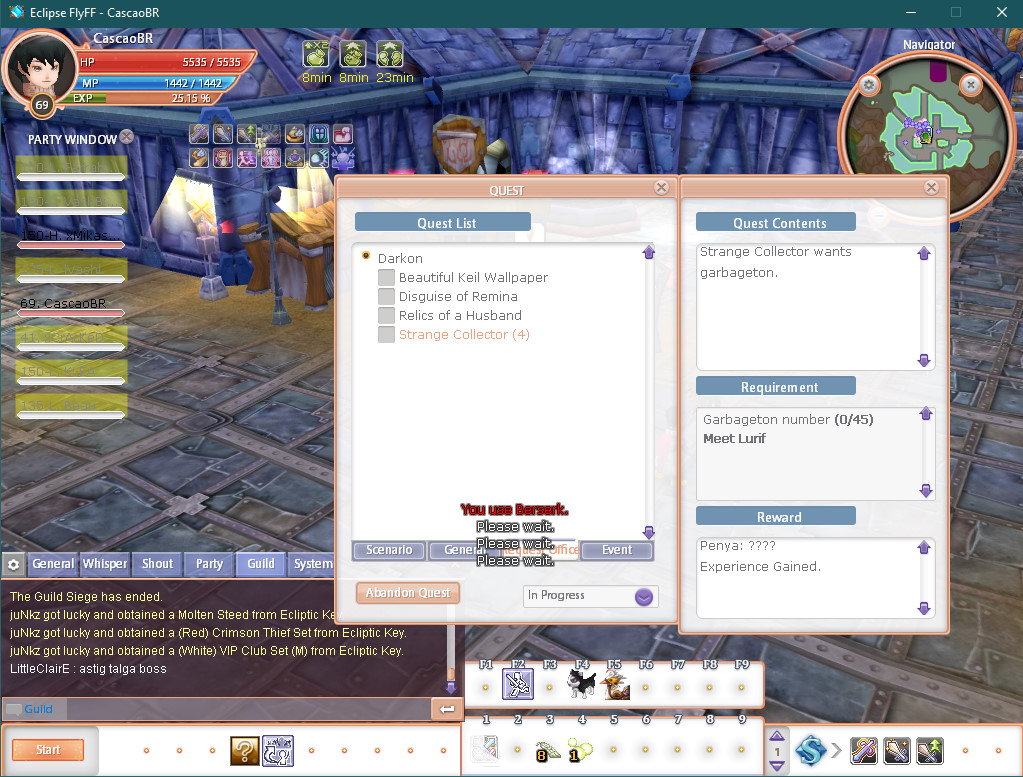 Eclipse FlyFF - CascaoBR
CascaoBR
HP 5535 / 5535
MP 1442 / 1442
EXP 25.15 %
69
8min 8min 23min
Navigator
PARTY WINDOW
69. CascaoBR
QUEST
Quest List
Darkon
Beautiful Keil Wallpaper
Disguise of Remina
Relics of a Husband
Strange Collector (4)
You use Berserk.
Please wait.
Please wait.
Please wait.
Scenario
General
Request Office
Event
Abandon Quest
In Progress
Quest Contents
Strange Collector wants
garbageton.
Requirement
Garbageton number (0/45)
Meet Lurif
Reward
Penya: ????
Experience Gained.
General Whisper Shout Party Guild System
The Guild Siege has ended.
juNkz got lucky and obtained a Molten Steed from Ecliptic
juNkz got lucky and obtained a (Red) Crimson Thief Set from Ecliptic Key.
juNkz got lucky and obtained a (White) VIP Club Set (M) from Ecliptic Key.
LittleClairE : astig talga boss
Guild
F1 F2 F3 F4 F5 F6 F7 F8 F9
1 2 3 4 5 6 7 8 9
8 1
Start
1